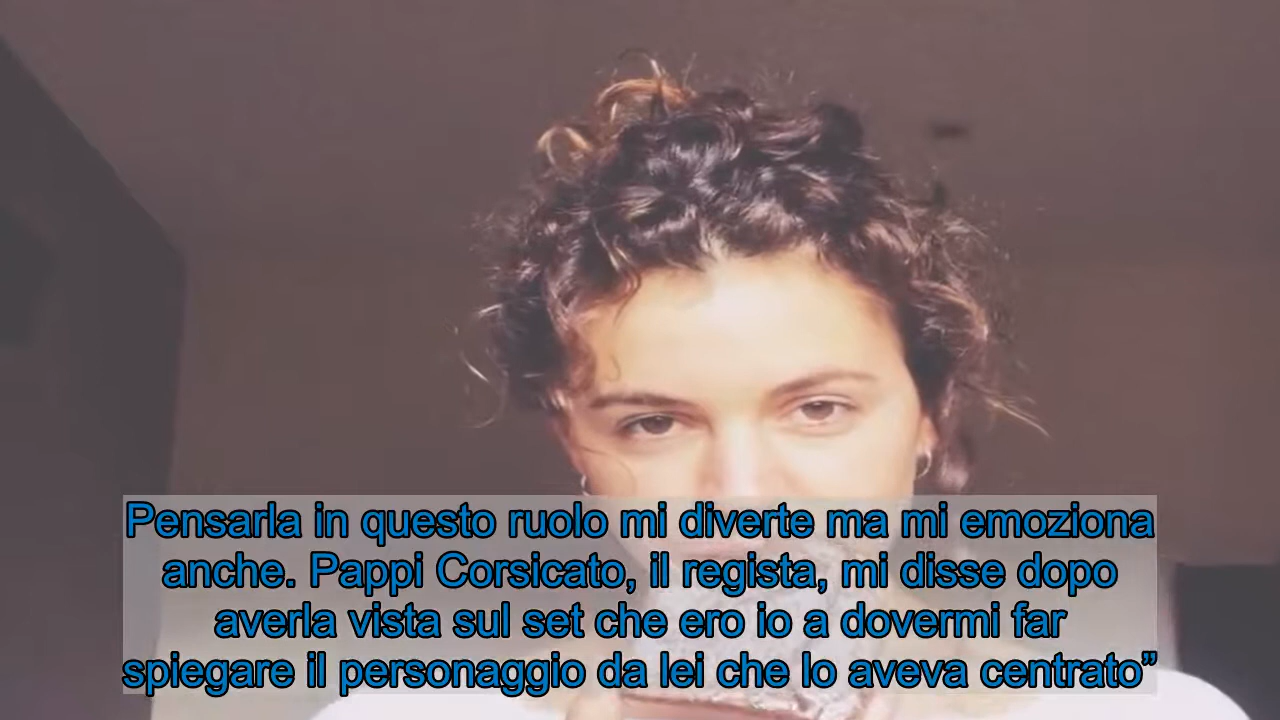 Pensarla in questo ruolo mi diverte ma mi emoziona
anche. Pappi Corsicato, il regista, mi disse dopo
averla vista sul set che ero io a dovermi far
spiegare il personaggio da lei che lo aveva centrato”